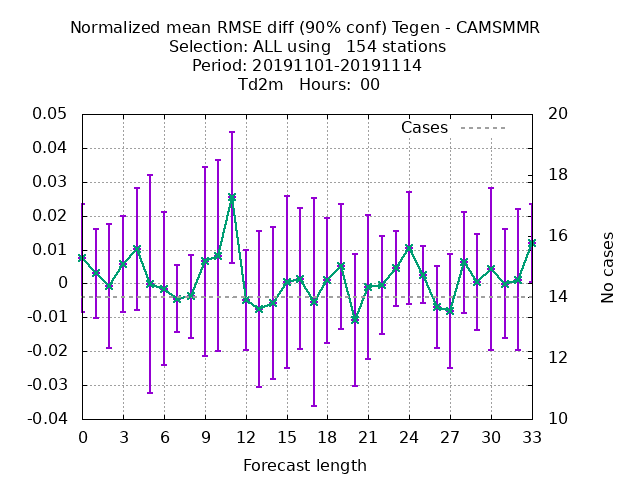 Normalized mean RMSE diff (90% conf) Tegen - CAMSMMR
Selection: ALL using   154 stations
Period: 20191101-20191114
Td2m   Hours:  00
Cases
0.05
0.04
0.03
0.02
0.01
0
-0.01
-0.02
-0.03
-0.04
20
18
16
14
12
10
No cases
0 3 6 9 12 15 18 21 24 27 30 33
Forecast length